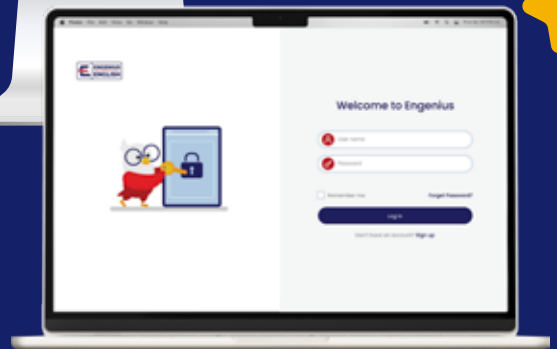 ENGENIUS
ENGLISH
Welcome to Engenius
User name
Password
Remember me
Forget Password?
Log in
Don't have an account? Sign up